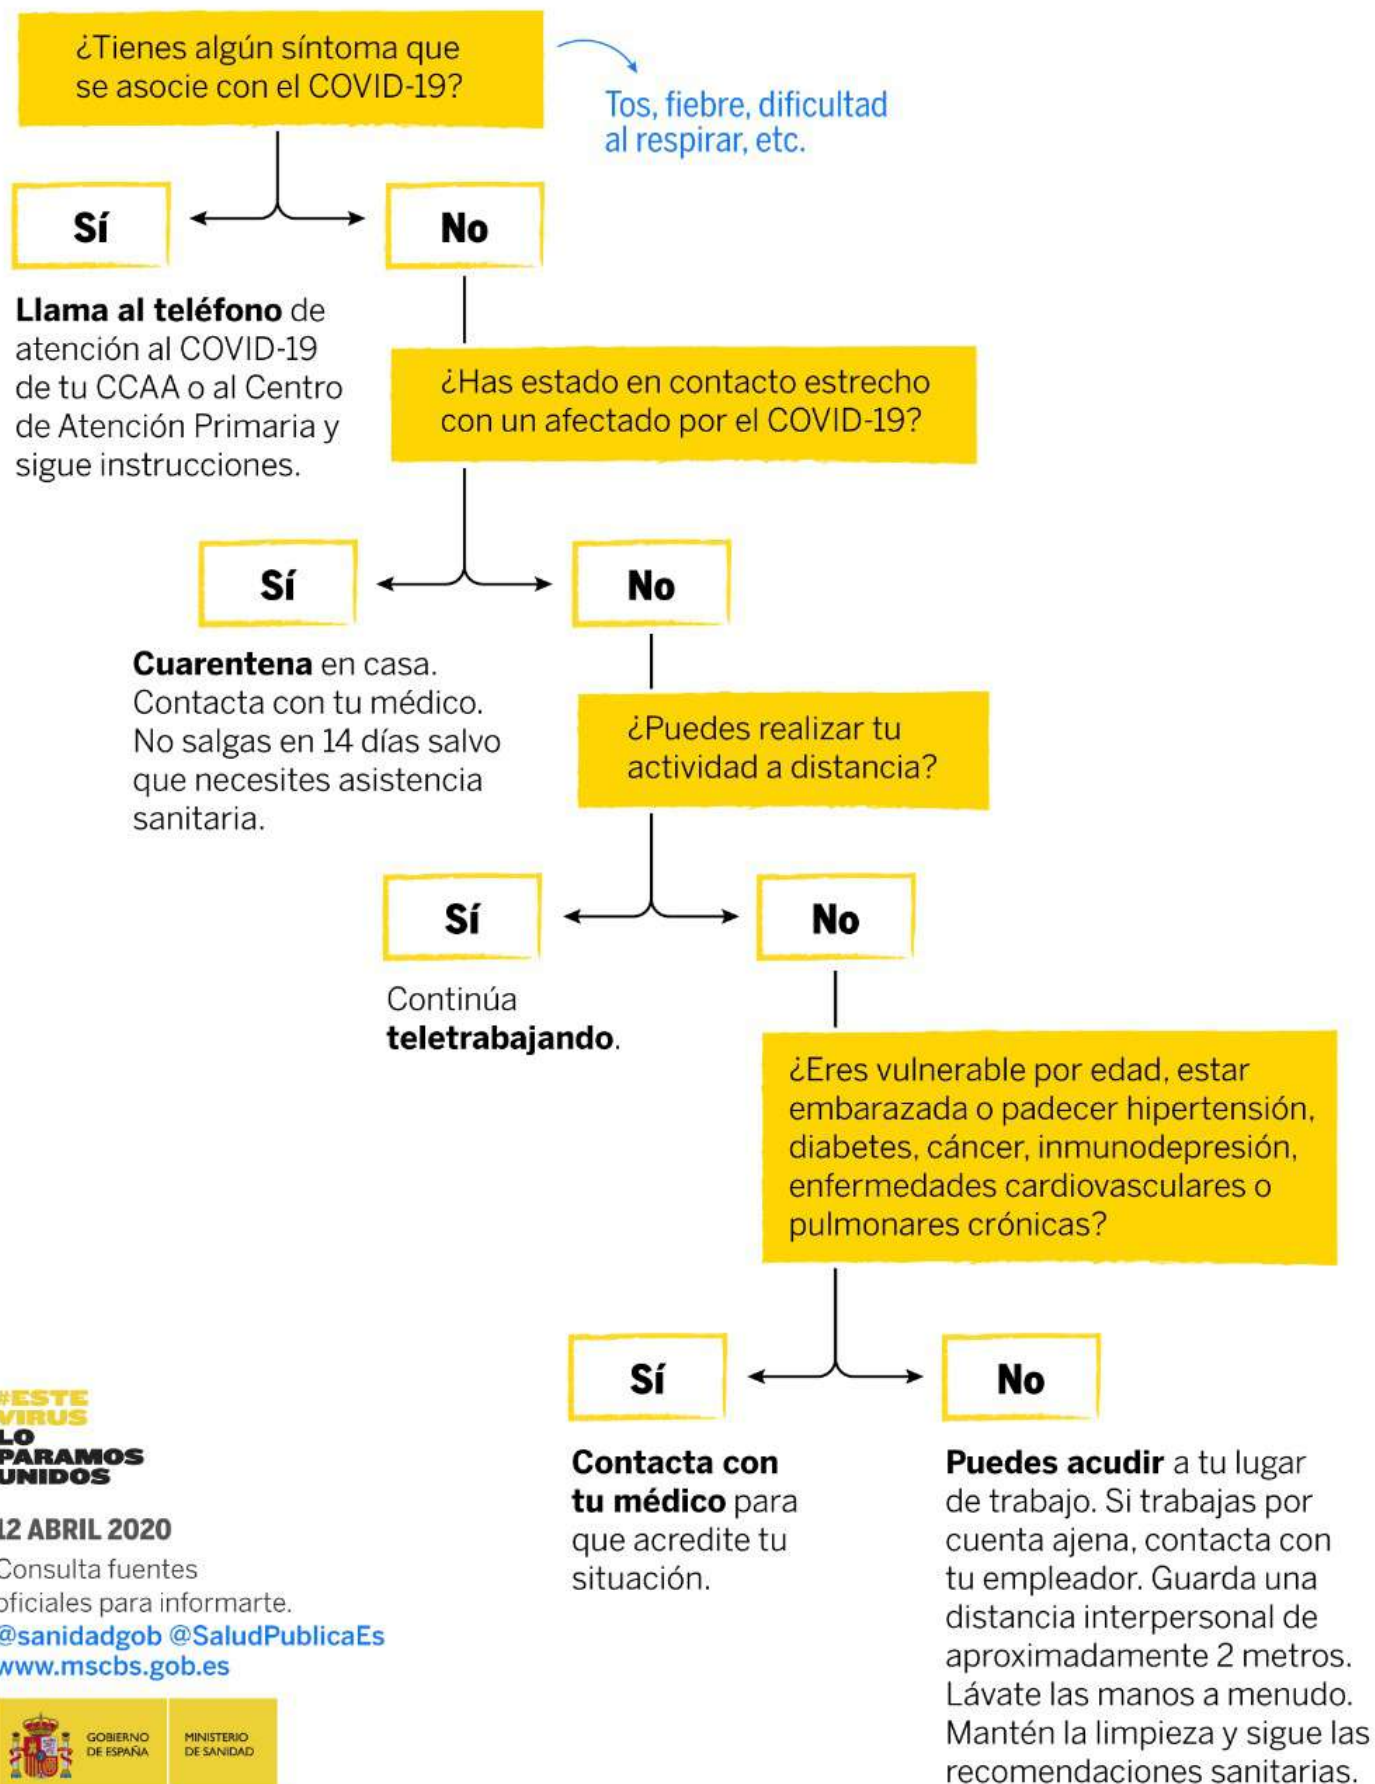 ¿Tienes algún síntoma que
se asocie con el COVID-19?
Tos, fiebre, dificultad
al respirar, etc.
Sí
No
Llama al teléfono de
atención al COVID-19
de tu CCAA o al Centro
de Atención Primaria y
sigue instrucciones.
¿Has estado en contacto estrecho
con un afectado por el COVID-19?
Sí
No
Cuarentena en casa.
Contacta con tu médico.
No salgas en 14 días salvo
que necesites asistencia
sanitaria.
¿Puedes realizar tu
actividad a distancia?
Sí
No
Continúa
teletrabajando.
¿Eres vulnerable por edad, estar
embarazada o padecer hipertensión,
diabetes, cáncer, inmunodepresión,
enfermedades cardiovasculares o
pulmonares crónicas?
Sí
No
Contacta con
tu médico para
que acredite tu
situación.
Puedes acudir a tu lugar
de trabajo. Si trabajas por
cuenta ajena, contacta con
tu empleador. Guarda una
distancia interpersonal de
aproximadamente 2 metros.
Lávate las manos a menudo.
Mantén la limpieza y sigue las
recomendaciones sanitarias.
#ESTE
VIRUS
LO
PARAMOS
UNIDOS
12 ABRIL 2020
Consulta fuentes
oficiales para informarte.
@sanidadgob @SaludPublicaEs
www.mscbs.gob.es
GOBIERNO
DE ESPAÑA
MINISTERIO
DE SANIDAD